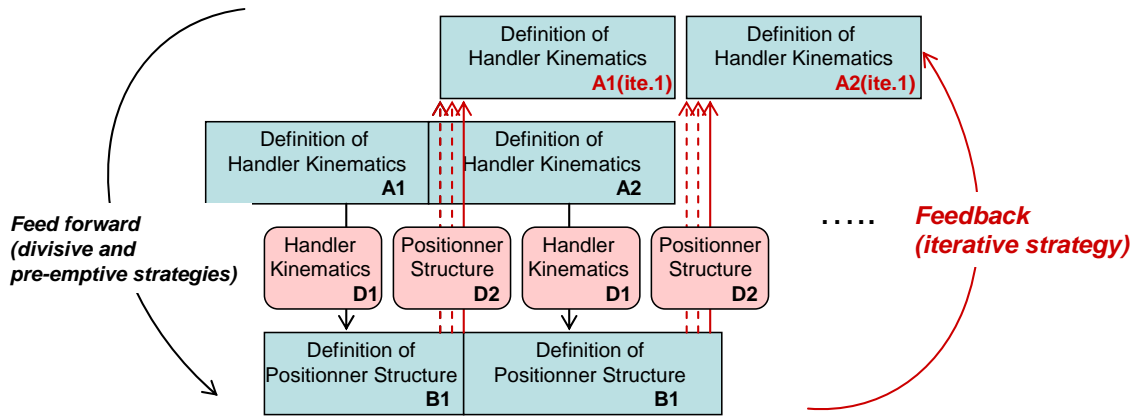 Definition of
Handler Kinematics
A1(ite.1)
Definition of
Handler Kinematics
A2(ite.1)
Definition of
Handler Kinematics
A1
Definition of
Handler Kinematics
A2
Feed forward
(divisive and
pre-emptive strategies)
Handler
Kinematics
D1
Positionner
Structure
D2
Handler
Kinematics
D1
Positionner
Structure
D2
.....
Feedback
(iterative strategy)
Definition of
Positionner Structure
B1
Definition of
Positionner Structure
B1